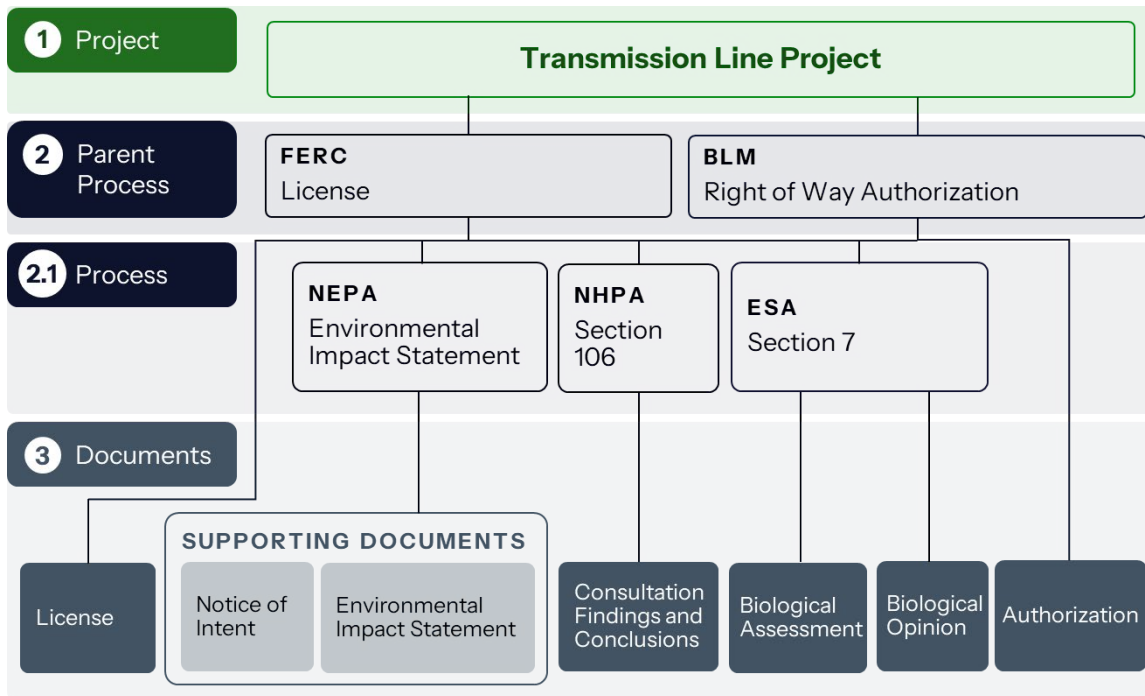 1 Project
Transmission Line Project
2 Parent
Process
FERC
License
BLM
Right of Way Authorization
2.1 Process
NEPA
Environmental
Impact Statement
NHPA
Section
106
ESA
Section 7
3 Documents
License
SUPPORTING DOCUMENTS
Notice of
Intent
Environmental
Impact Statement
Consultation
Findings and
Conclusions
Biological
Assessment
Biological
Opinion
Authorization